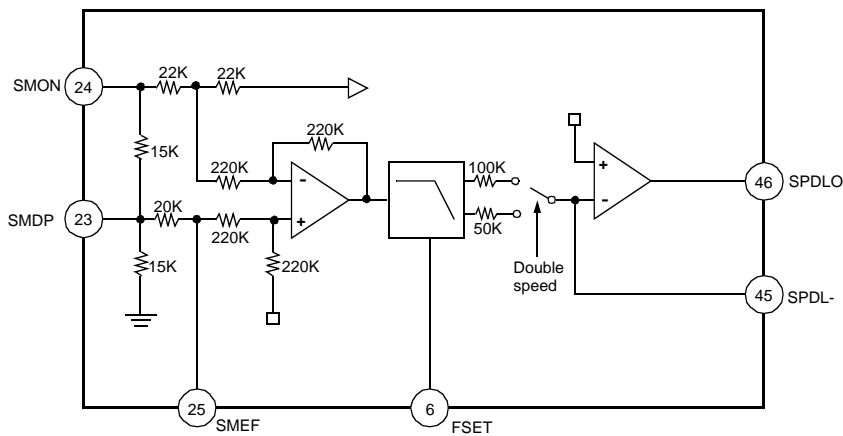 22K
22K
SMON
24
15K
220K
220K
+
-
100K
-
46
SPDLO
20K
SMDP
23
+
220K
50K
15K
220K
Double
speed
45
SPDL-
25
SMEF
6
FSET